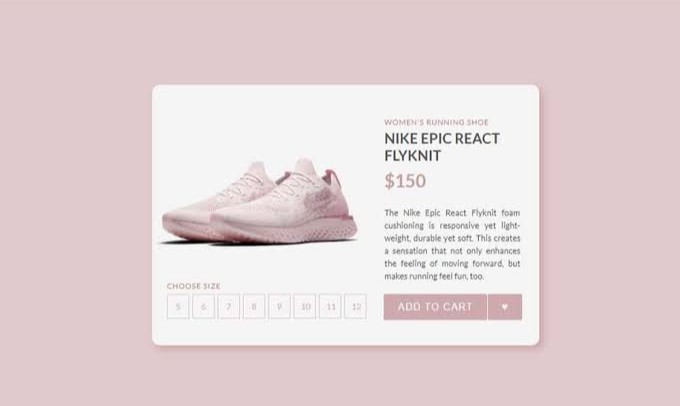 WOMEN'S RUNNING SHOE
NIKE EPIC REACT
FLYKNIT
$150
The Nike Epic React Flyknit foam
cushioning is responsive yet light-
weight, durable yet soft. This creates
a sensation that not only enhances
the feeling of moving forward, but
makes running feel fun, too.
CHOOSE SIZE
5 6 7 8 9 10 11 12
ADD TO CART ♥